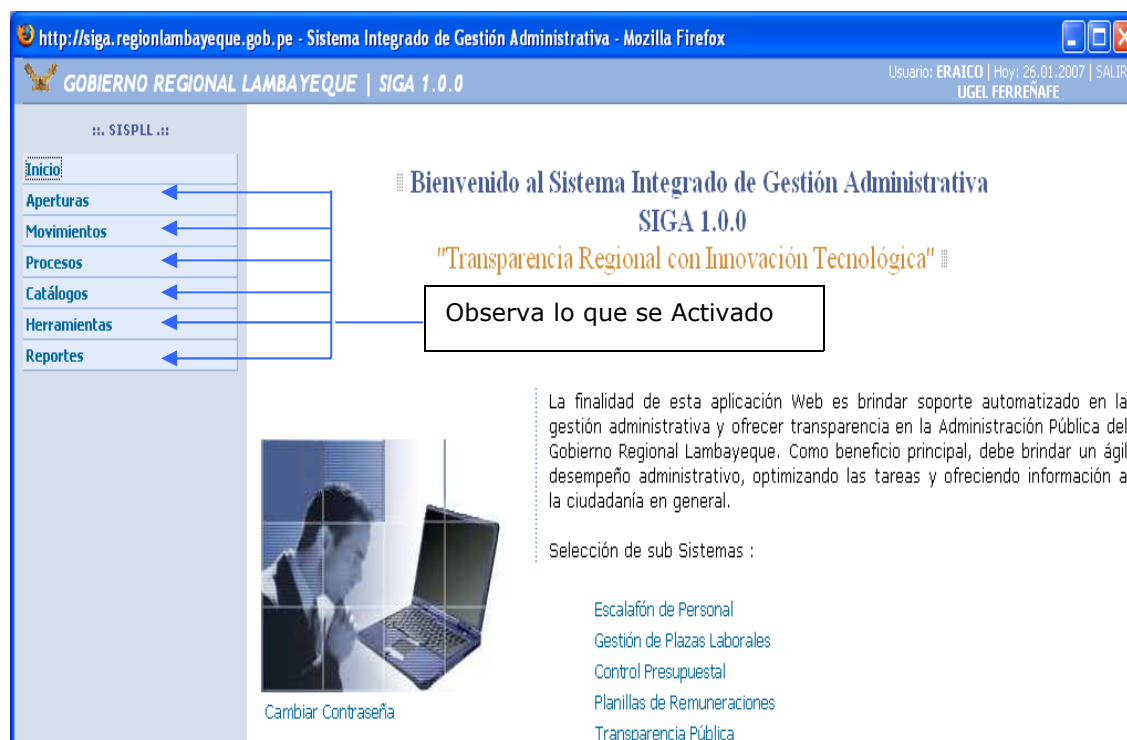 http://siga.regionlambayeque.gob.pe - Sistema Integrado de Gestión Administrativa - Mozilla Firefox
GOBIERNO REGIONAL LAMBAYEQUE | SIGA 1.0.0
Usuario: ERAICO | Hoy: 26.01.2007 | SALIR
UGEL FERREÑAFE
::. SISPLL .::
Inicio
Aperturas
Movimientos
Procesos
Catálogos
Herramientas
Reportes
Bienvenido al Sistema Integrado de Gestión Administrativa
SIGA 1.0.0
"Transparencia Regional con Innovación Tecnológica"
Observa lo que se Activado
La finalidad de esta aplicación Web es brindar soporte automatizado en la
gestión administrativa y ofrecer transparencia en la Administración Pública del
Gobierno Regional Lambayeque. Como beneficio principal, debe brindar un ágil
desempeño administrativo, optimizando las tareas y ofreciendo información a
la ciudadanía en general.
Selección de sub Sistemas :
Escalafón de Personal
Gestión de Plazas Laborales
Control Presupuestal
Planillas de Remuneraciones
Transparencia Pública
Cambiar Contraseña